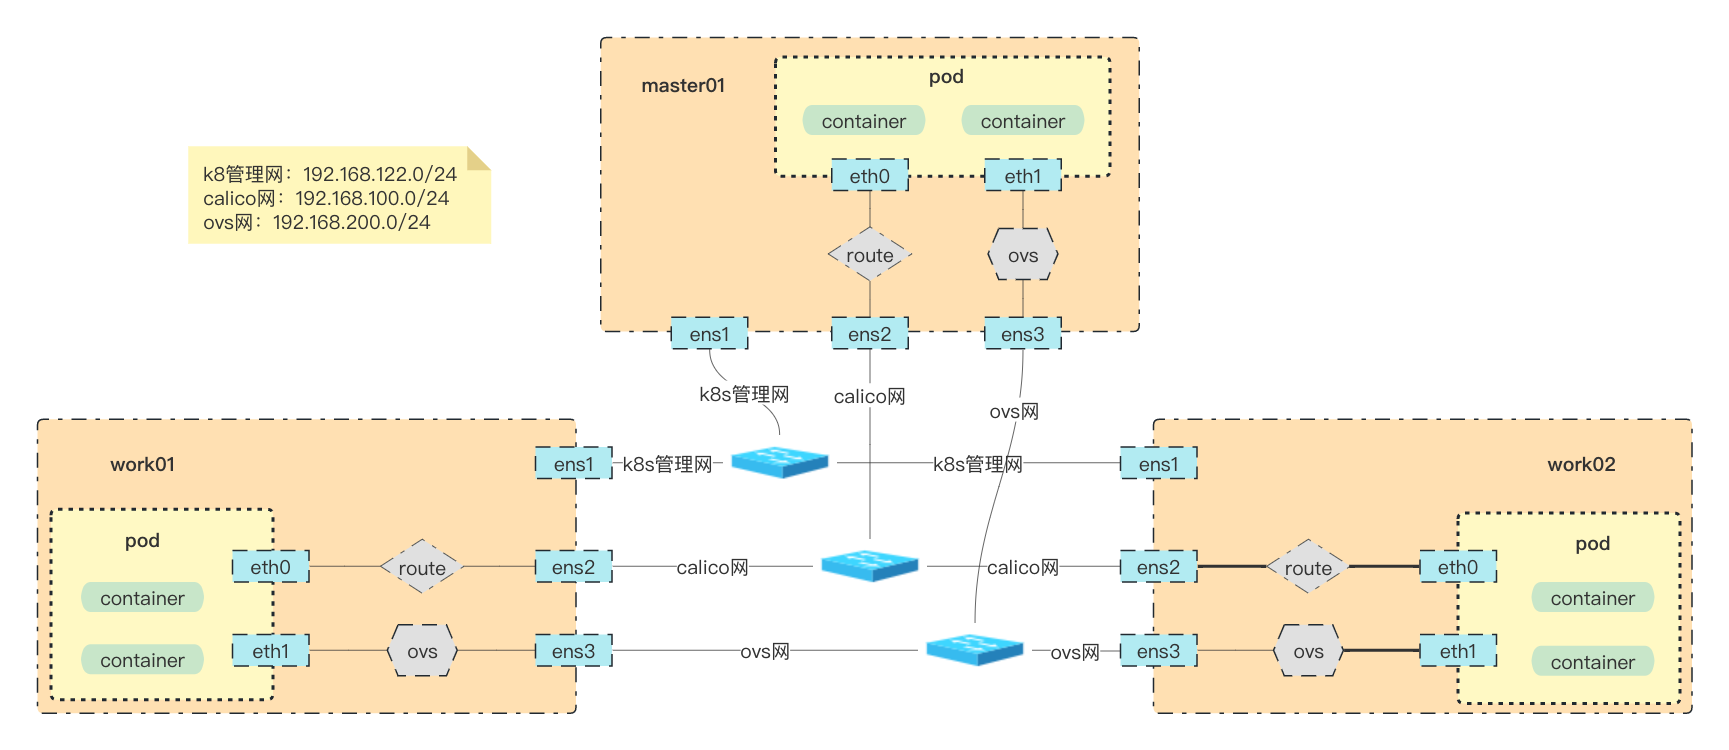 master01
pod
container
container
eth0
eth1
route
ovs
ens1
ens2
ens3
k8管理网：192.168.122.0/24
calico网：192.168.100.0/24
ovs网：192.168.200.0/24
k8s管理网
calico网
ovs网
work01
ens1
k8s管理网
k8s管理网
ens1
work02
pod
container
container
eth0
route
ens2
calico网
calico网
ens2
route
eth0
eth1
ovs
ens3
ovs网
ovs网
ens3
ovs
eth1
pod
container
container